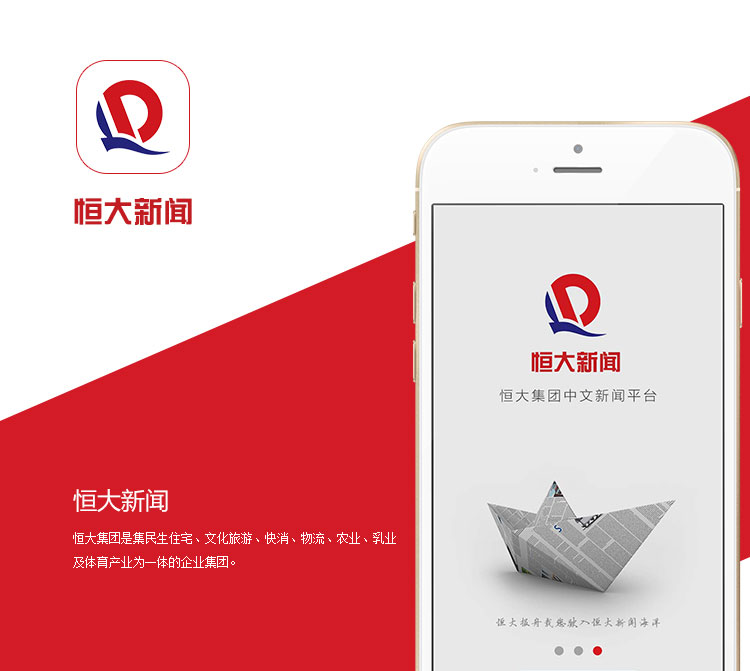 恒大新闻
恒大新闻
恒大集团中文新闻平台
恒大新闻
恒大集团是集民生住宅、文化旅游、快消、物流、农业、乳业
及体育产业为一体的企业集团。
恒大报舟载您驶入恒大新闻海洋